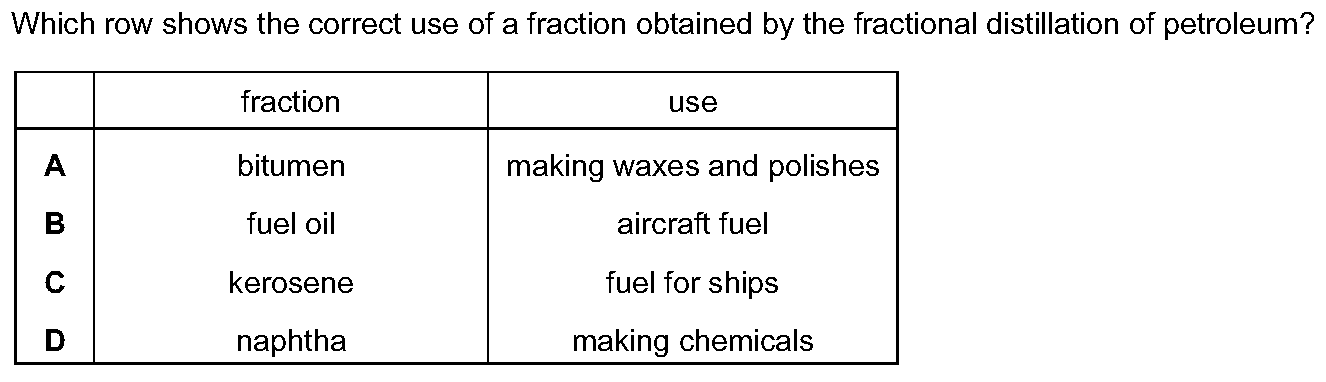 Which row shows the correct use of a fraction obtained by the fractional distillation of petroleum?
fraction use
A bitumen making waxes and polishes
B fuel oil aircraft fuel
C kerosene fuel for ships
D naphtha making chemicals